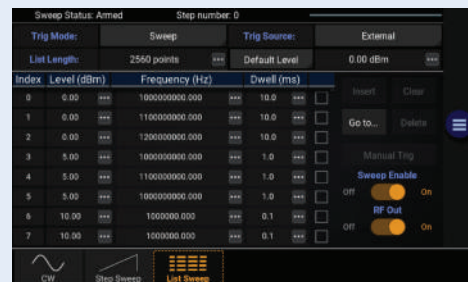 Sweep Status: Armed Step number: 0
Trig Mode: Sweep Trig Source: External
List Length: 2560 points ••• Default Level 0.00 dBm •••
Index Level (dBm) Frequency (Hz) Dwell (ms)
0 0.00 ••• 1000000000.000 ••• 10.0 ••• Insert Clear
1 0.00 ••• 1100000000.000 ••• 10.0 ••• Go to... Delete
2 0.00 ••• 1200000000.000 ••• 10.0 •••
3 5.00 ••• 1000000000.000 ••• 1.0 ••• Manual Trig
4 5.00 ••• 1100000000.000 ••• 1.0 ••• Sweep Enable
Off On
5 5.00 ••• 1000000000.000 ••• 1.0 •••
6 10.00 ••• 1000000.000 ••• 0.1 ••• RF Out
Off On
7 10.00 ••• 1000000.000 ••• 0.1 •••
CW Step Sweep List Sweep